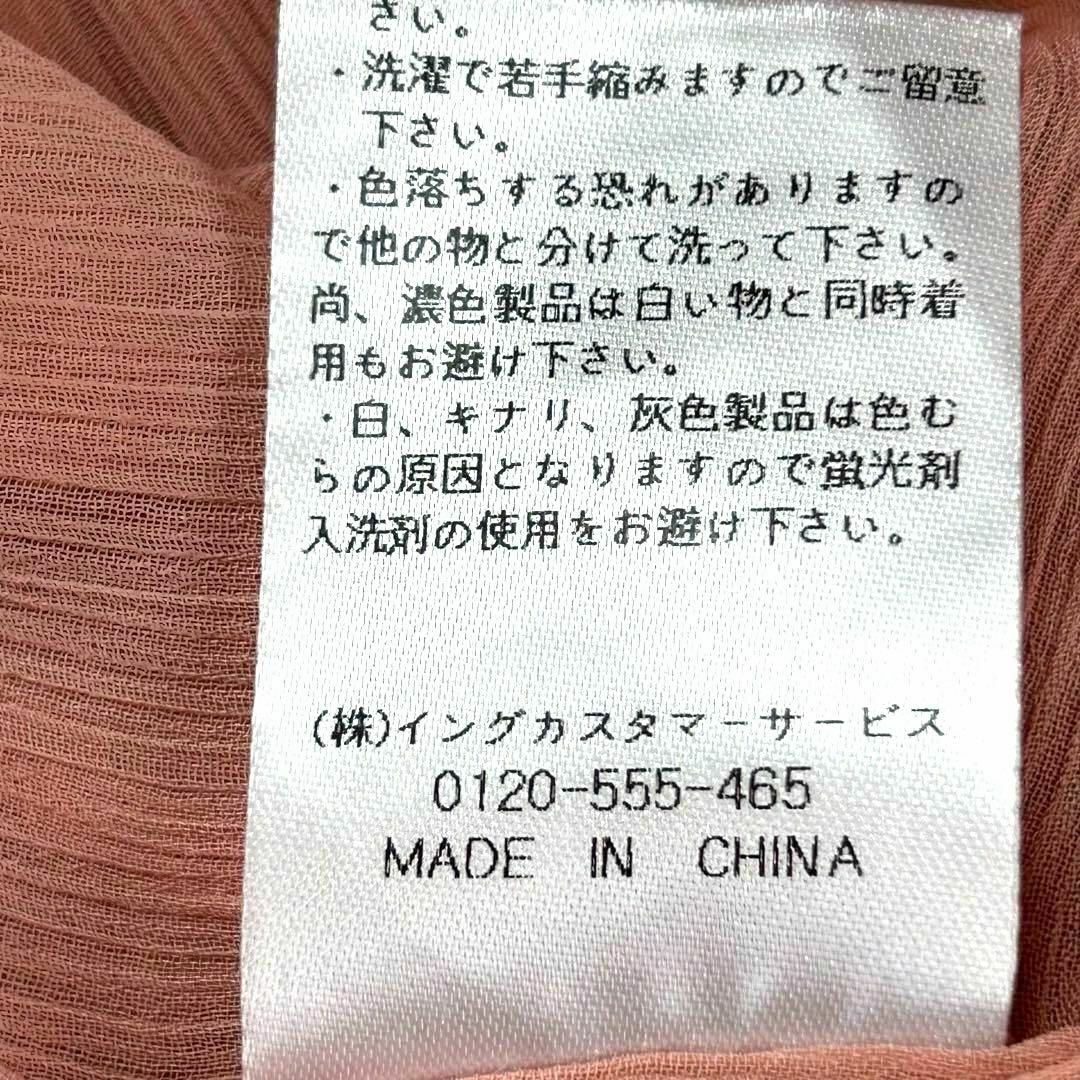 さい。
・洗濯で若手縮みますのでご留意
下さい。
・色落ちする恐れがありますの
で他の物と分けて洗って下さい。
尚、濃色製品は白い物と同時着
用もお避け下さい。
・白、キナリ、灰色製品は色む
らの原因となりますので蛍光剤
入洗剤の使用をお避け下さい。
(株)イングカスタマーサービス
0120-555-465
MADE IN CHINA